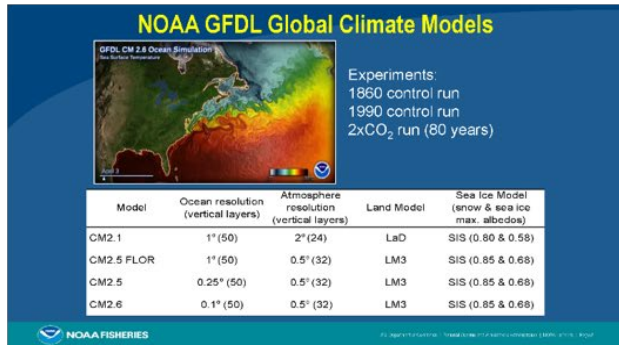 NOAA GFDL Global Climate Models
GFDL CM 2.6 Ocean Simulation
Sea Surface Temperature
April 3
Experiments:
1860 control run
1990 control run
2xCO₂ run (80 years)
Model
Ocean resolution
(vertical layers)
Atmosphere
resolution
(vertical layers)
Land Model
Sea Ice Model
(snow & sea ice
max. albedos)
CM2.1 1° (50) 2° (24) LaD SIS (0.80 & 0.58)
CM2.5 FLOR 1° (50) 0.5° (32) LM3 SIS (0.85 & 0.68)
CM2.5 0.25° (50) 0.5° (32) LM3 SIS (0.85 & 0.68)
CM2.6 0.1° (50) 0.5° (32) LM3 SIS (0.85 & 0.68)
NOAA FISHERIES